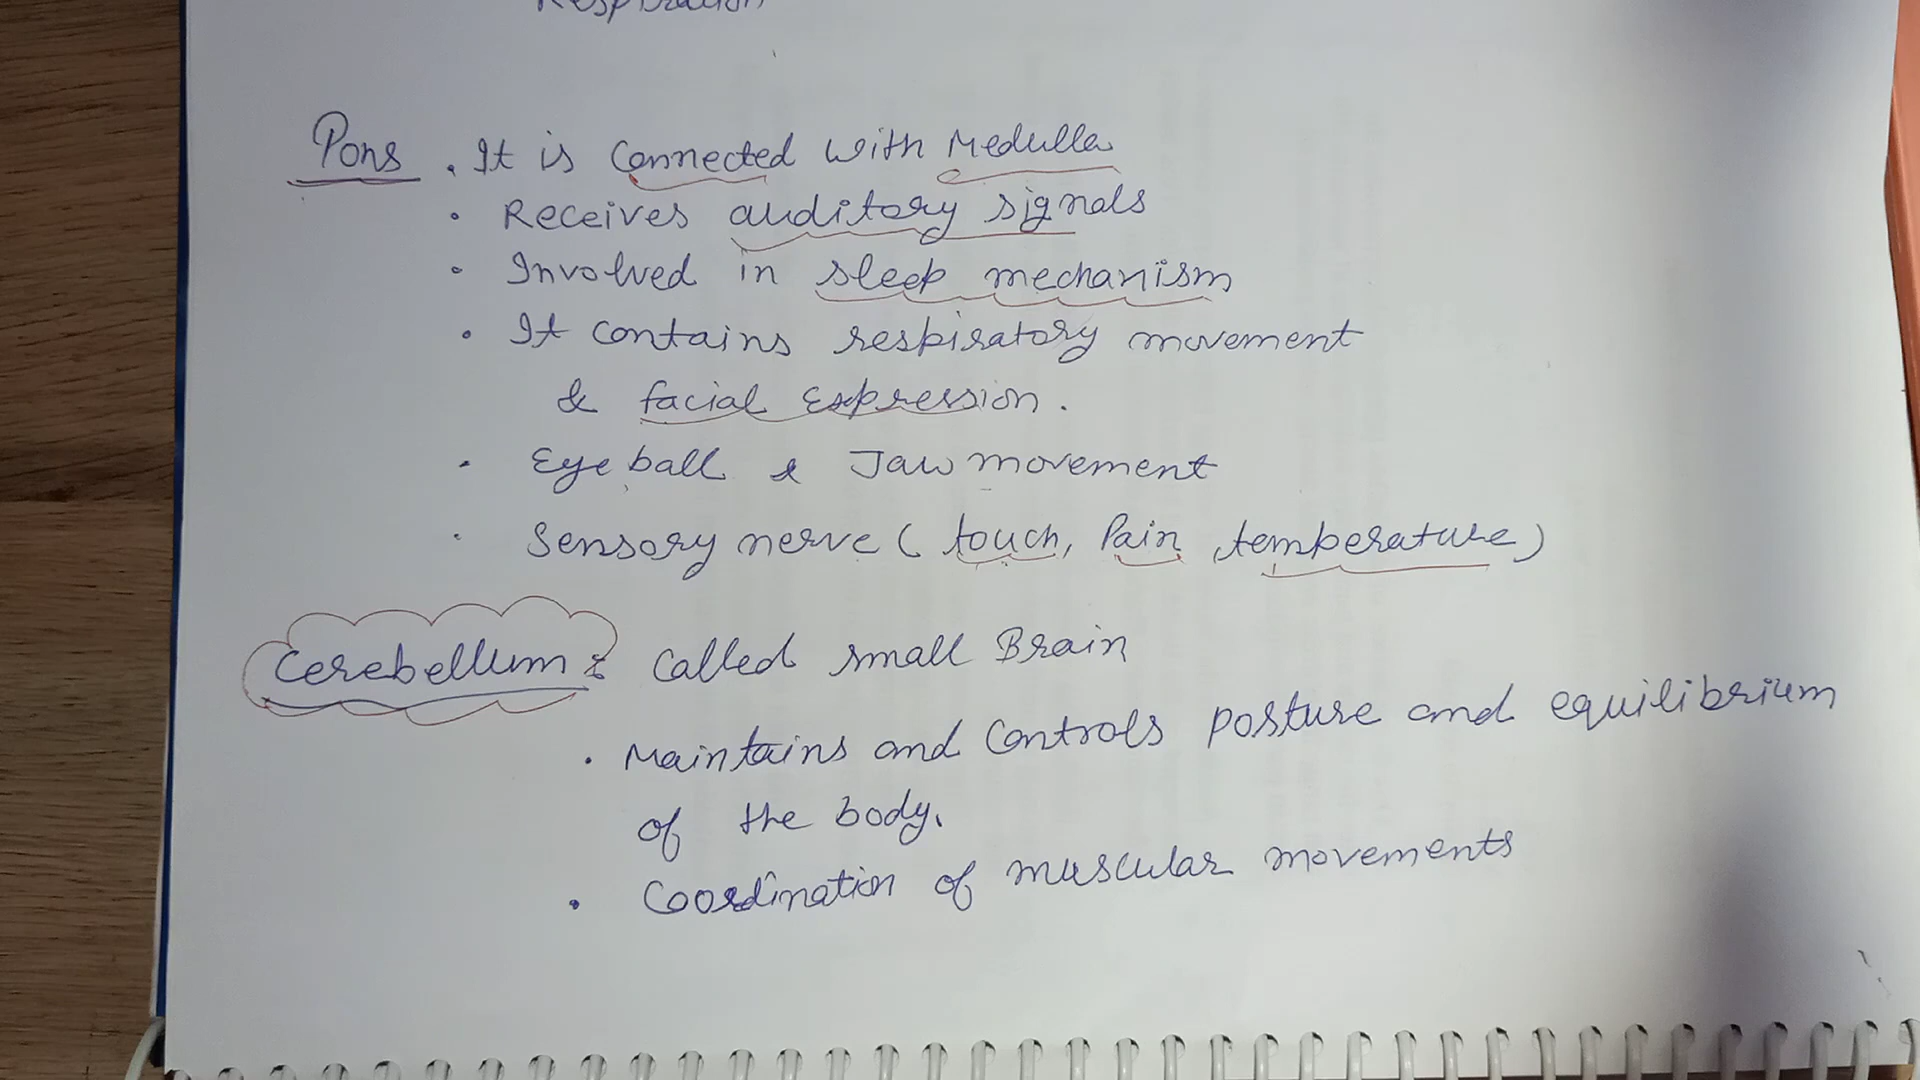 Respiration
Pons . It is Connected with Medulla
• Receives auditory signals
• Involved in sleep mechanism
• It contains respiratory movement
& facial expression.
• Eye ball & Jaw movement
• Sensory nerve ( touch, Pain, temperature)
Cerebellum : Called small Brain
• Maintains and Controls posture and equilibrium
of the body.
• Coordination of muscular movements